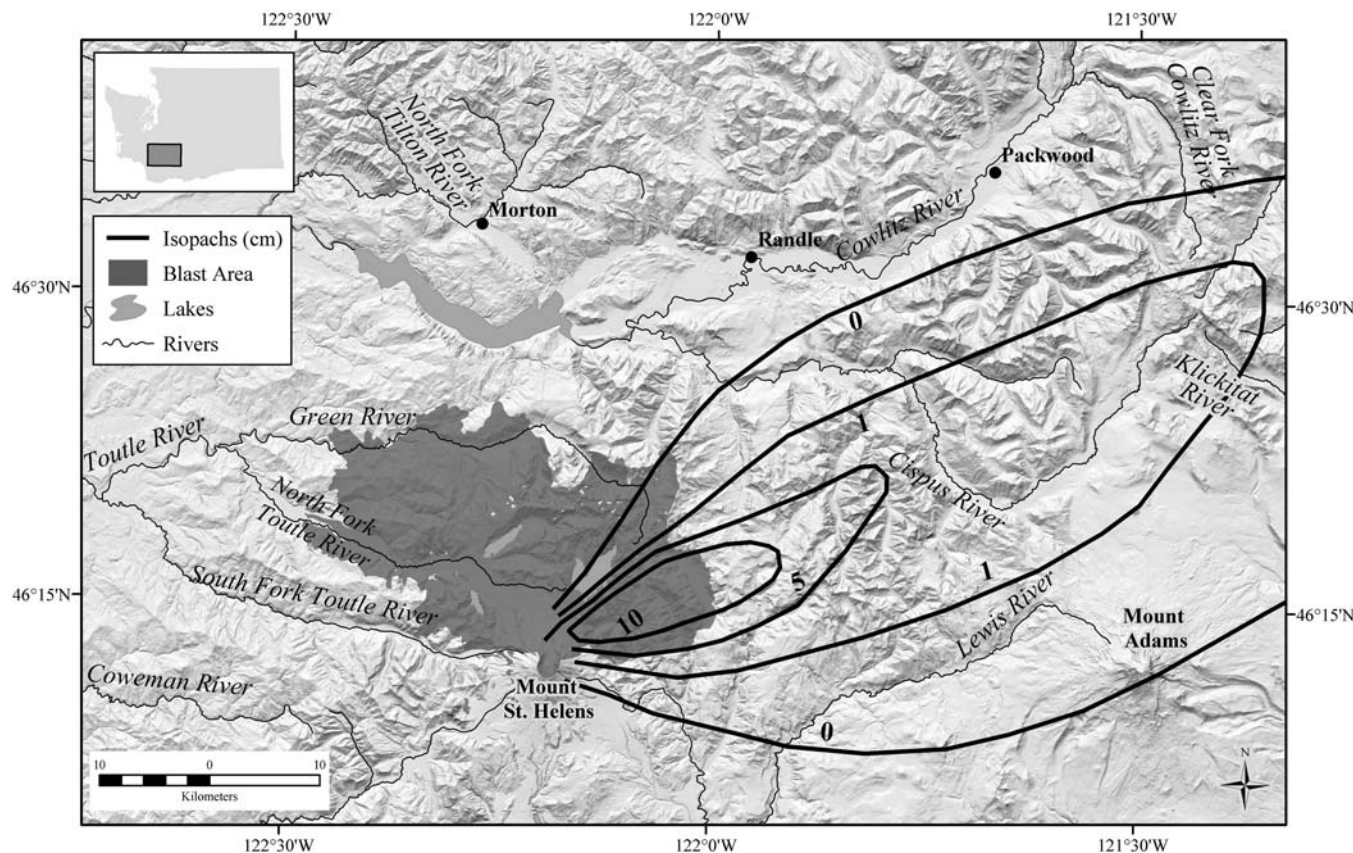 122°30'W
122°0'W
121°30'W
North Fork
Tilton River
Clear Fork
Cowlitz River
Packwood
Morton
Cowlitz River
Randle
Isopachs (cm)
Blast Area
Lakes
Rivers
46°30'N
46°30'N
0
Klickitat
River
1
Green River
Toutle River
Cispus River
North Fork
Toutle River
5
1
South Fork Toutle River
10
46°15'N
46°15'N
Lewis River
Mount
Adams
Coweman River
Mount
St. Helens
0
10
0
10
Kilometers
N
122°30'W
122°0'W
121°30'W